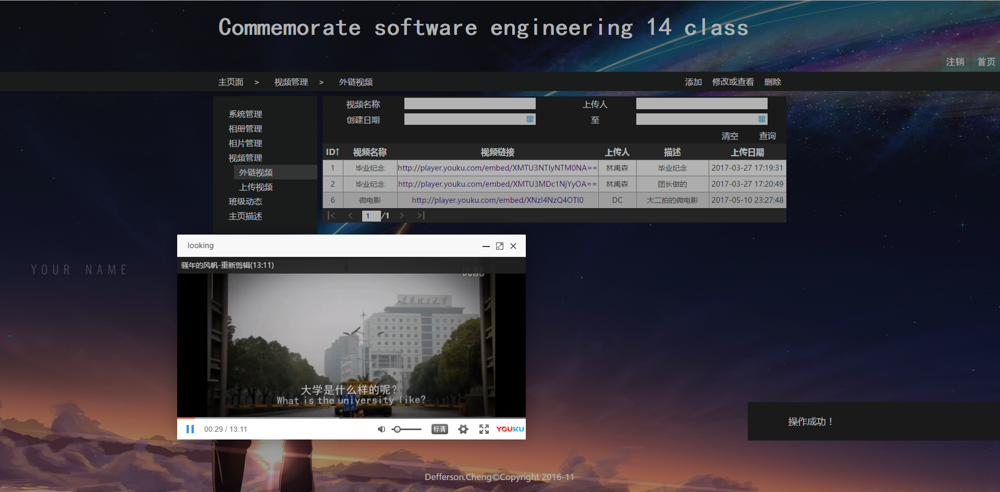 Commemorate software engineering 14 class
注销 首页
主页面 > 视频管理 > 外链视频 添加 修改或查看 删除
系统管理
相册管理
相片管理
视频管理
外链视频
上传视频
班级动态
主页描述
视频名称 上传人
创建日期 至
清空 查询
ID↑ 视频名称 视频链接 上传人 描述 上传日期
1 毕业纪念 http://player.youku.com/embed/XMTU3NTIyNTM0NA== 林禹森 毕业纪念 2017-03-27 17:19:31
2 毕业纪念 http://player.youku.com/embed/XMTU3MDc1NjYyOA== 林禹森 团长做的 2017-03-27 17:20:49
6 微电影 http://player.youku.com/embed/XNzI4NzQ4OTI0 DC 大二拍的微电影 2017-05-10 23:27:48
|< < 1 /1 > >|
YOUR NAME
looking
骚年的风帆-重新剪辑(13:11)
优酷
大学是什么样的呢？
What is the university like?
00:29 / 13:11 标清 YOUKU
操作成功！
Defferson.Cheng©Copyright 2016-11